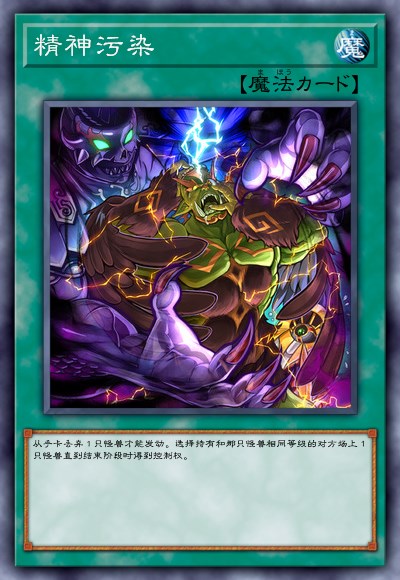 精神污染
魔
【魔法カード】
まほう
从手卡丢弃1只怪兽才能发动。选择持有和那只怪兽相同等级的对方场上1
只怪兽直到结束阶段时得到控制权。